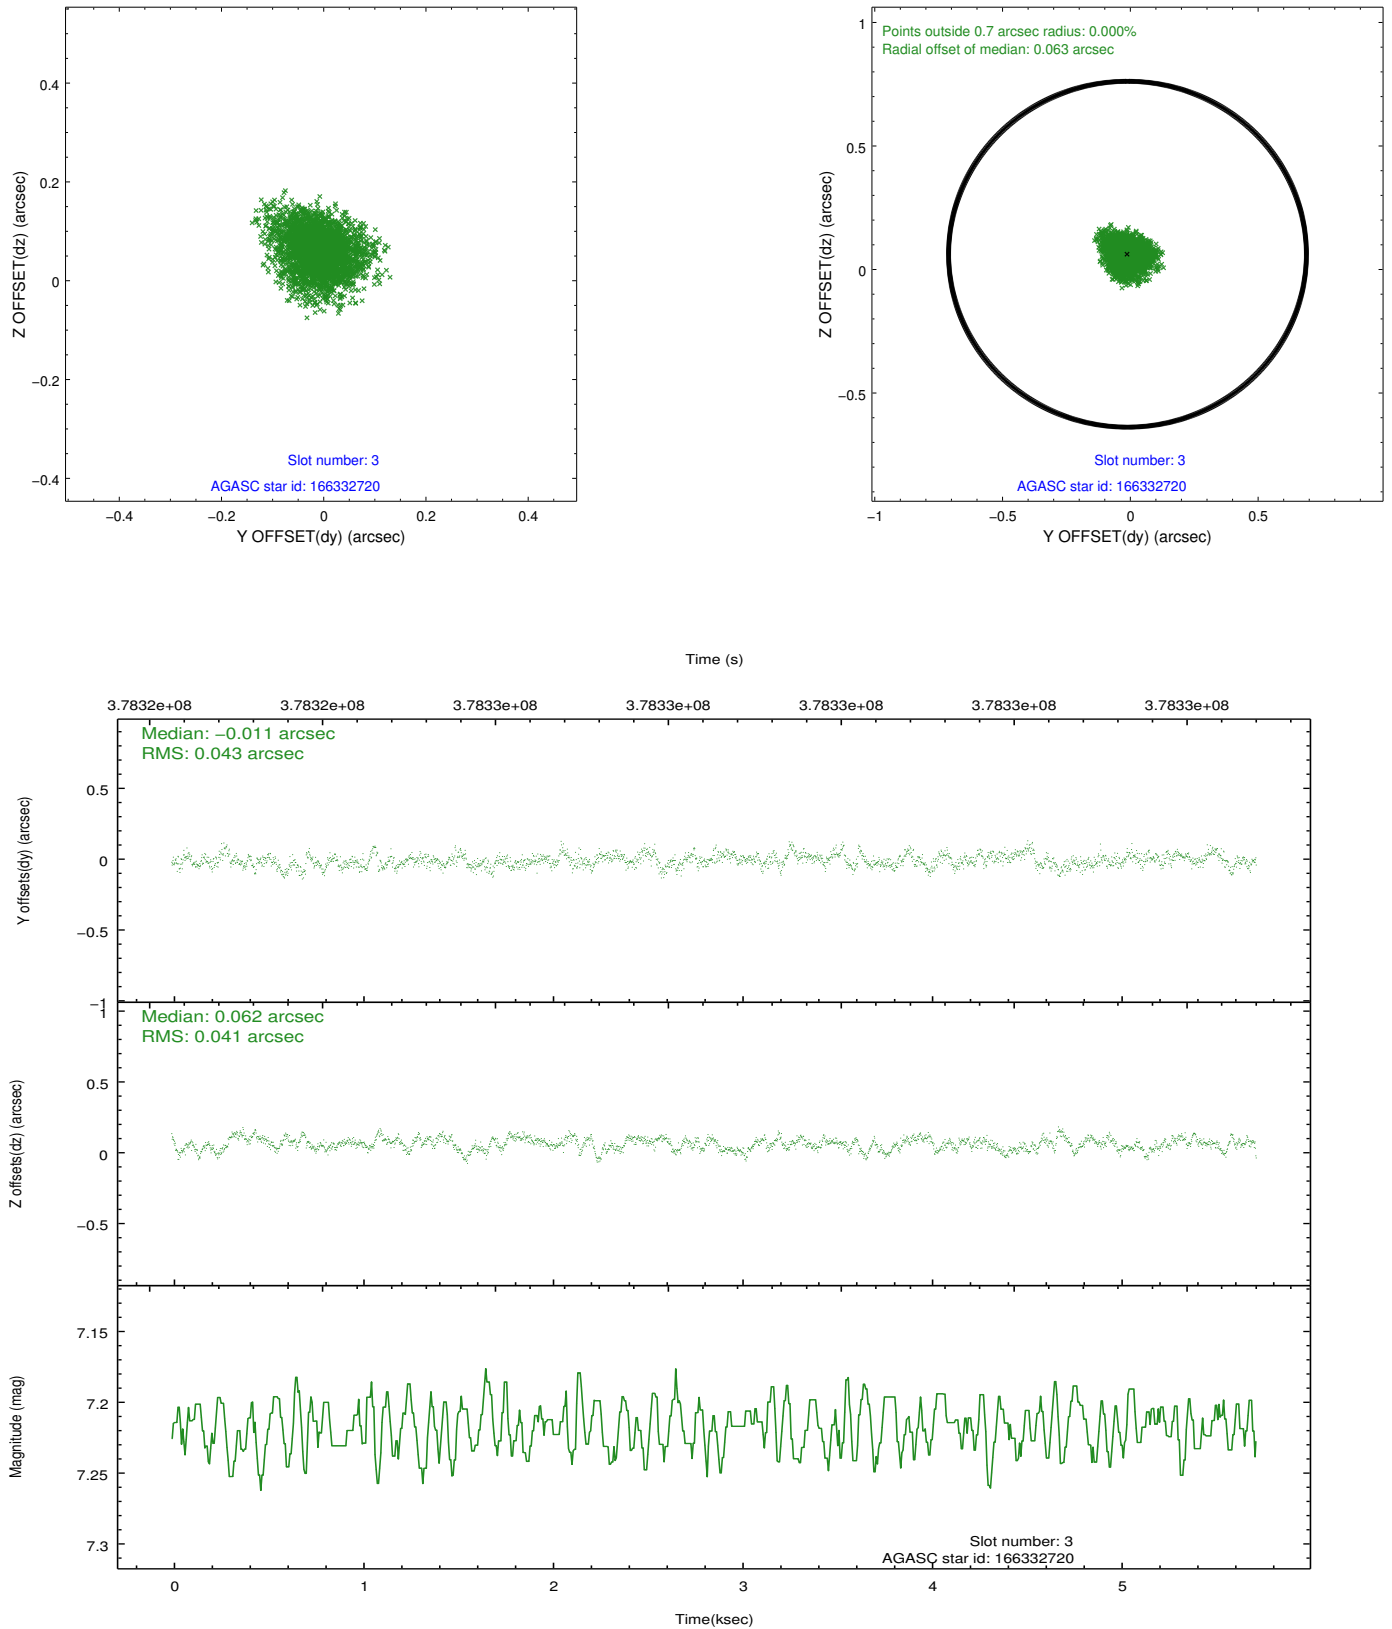 0.4
0.2
0
−0.2
−0.4
Z OFFSET(dz) (arcsec)
Slot number: 3
AGASC star id: 166332720
−0.4 −0.2 0 0.2 0.4
Y OFFSET(dy) (arcsec)
Points outside 0.7 arcsec radius: 0.000%
Radial offset of median: 0.063 arcsec
1
0.5
0
−0.5
Z OFFSET(dz) (arcsec)
Slot number: 3
AGASC star id: 166332720
−1 −0.5 0 0.5
Y OFFSET(dy) (arcsec)
Time (s)
3.7832e+08 3.7832e+08 3.7833e+08 3.7833e+08 3.7833e+08 3.7833e+08 3.7833e+08
Median: −0.011 arcsec
RMS: 0.043 arcsec
0.5
0
−0.5
−1
Y offsets(dy) (arcsec)
Median: 0.062 arcsec
RMS: 0.041 arcsec
1
0.5
0
−0.5
Z offsets(dz) (arcsec)
7.15
7.2
7.25
7.3
Magnitude (mag)
Slot number: 3
AGASC star id: 166332720
0 1 2 3 4 5
Time(ksec)